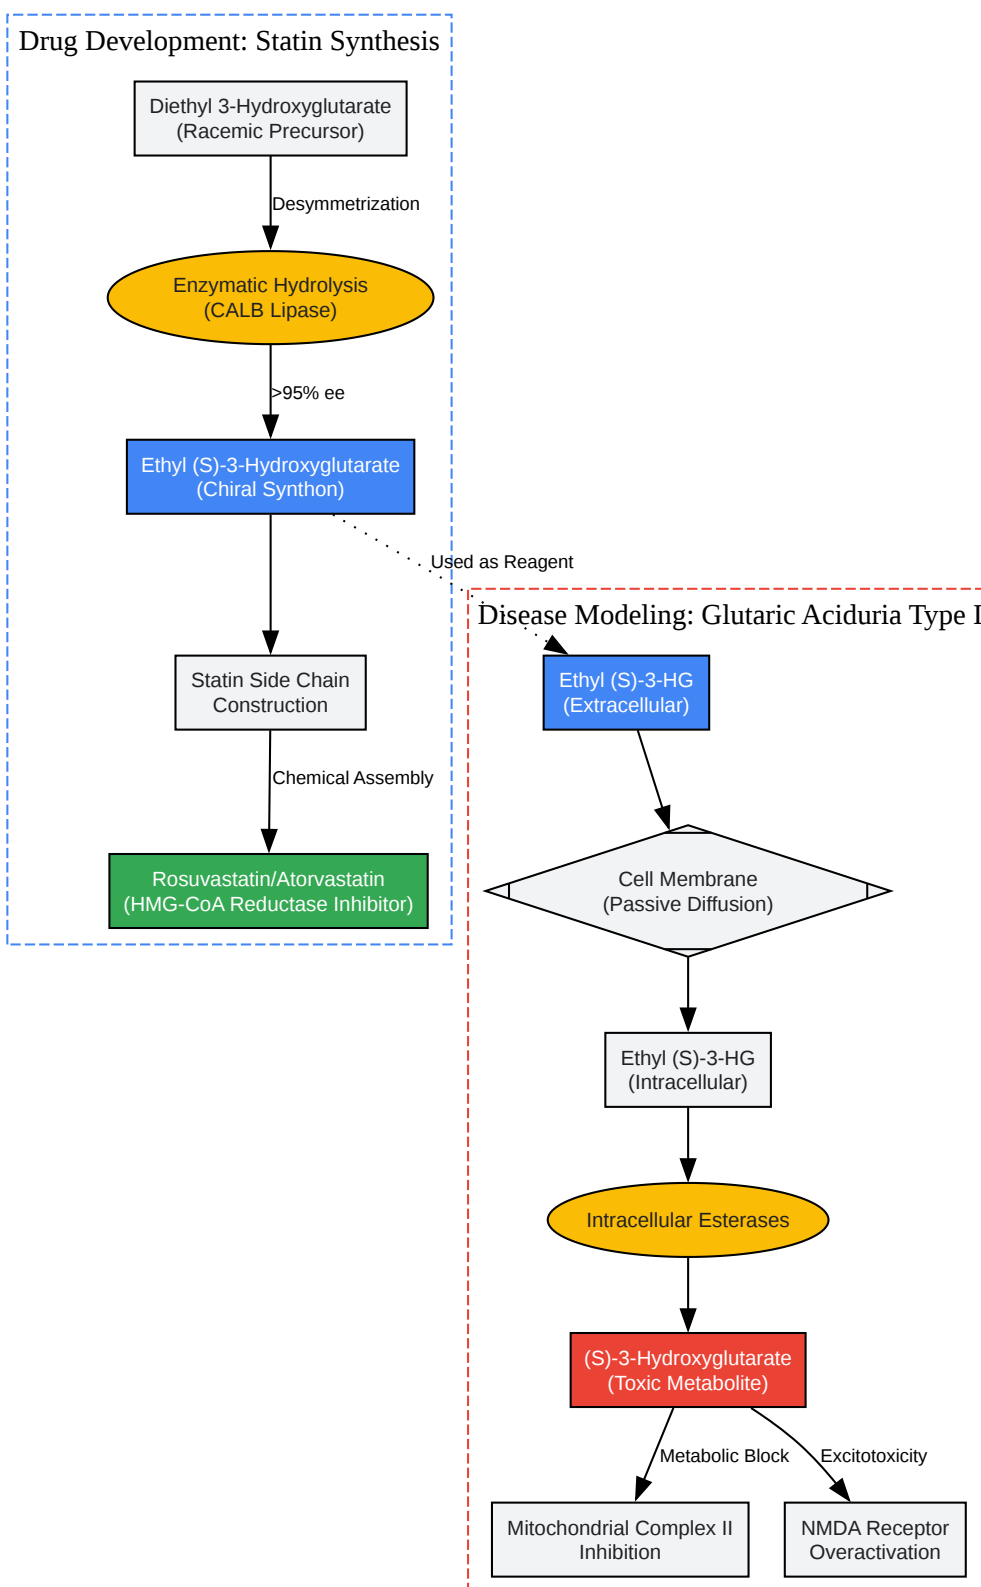 Drug Development: Statin Synthesis
Diethyl 3-Hydroxyglutarate
(Racemic Precursor)
Desymmetrization
Enzymatic Hydrolysis
(CALB Lipase)
>95% ee
Ethyl (S)-3-Hydroxyglutarate
(Chiral Synthon)
Used as Reagent
Statin Side Chain
Construction
Chemical Assembly
Rosuvastatin/Atorvastatin
(HMG-CoA Reductase Inhibitor)
Disease Modeling: Glutaric Aciduria Type I
Ethyl (S)-3-HG
(Extracellular)
Cell Membrane
(Passive Diffusion)
Ethyl (S)-3-HG
(Intracellular)
Intracellular Esterases
(S)-3-Hydroxyglutarate
(Toxic Metabolite)
Metabolic Block
Excitotoxicity
Mitochondrial Complex II
Inhibition
NMDA Receptor
Overactivation